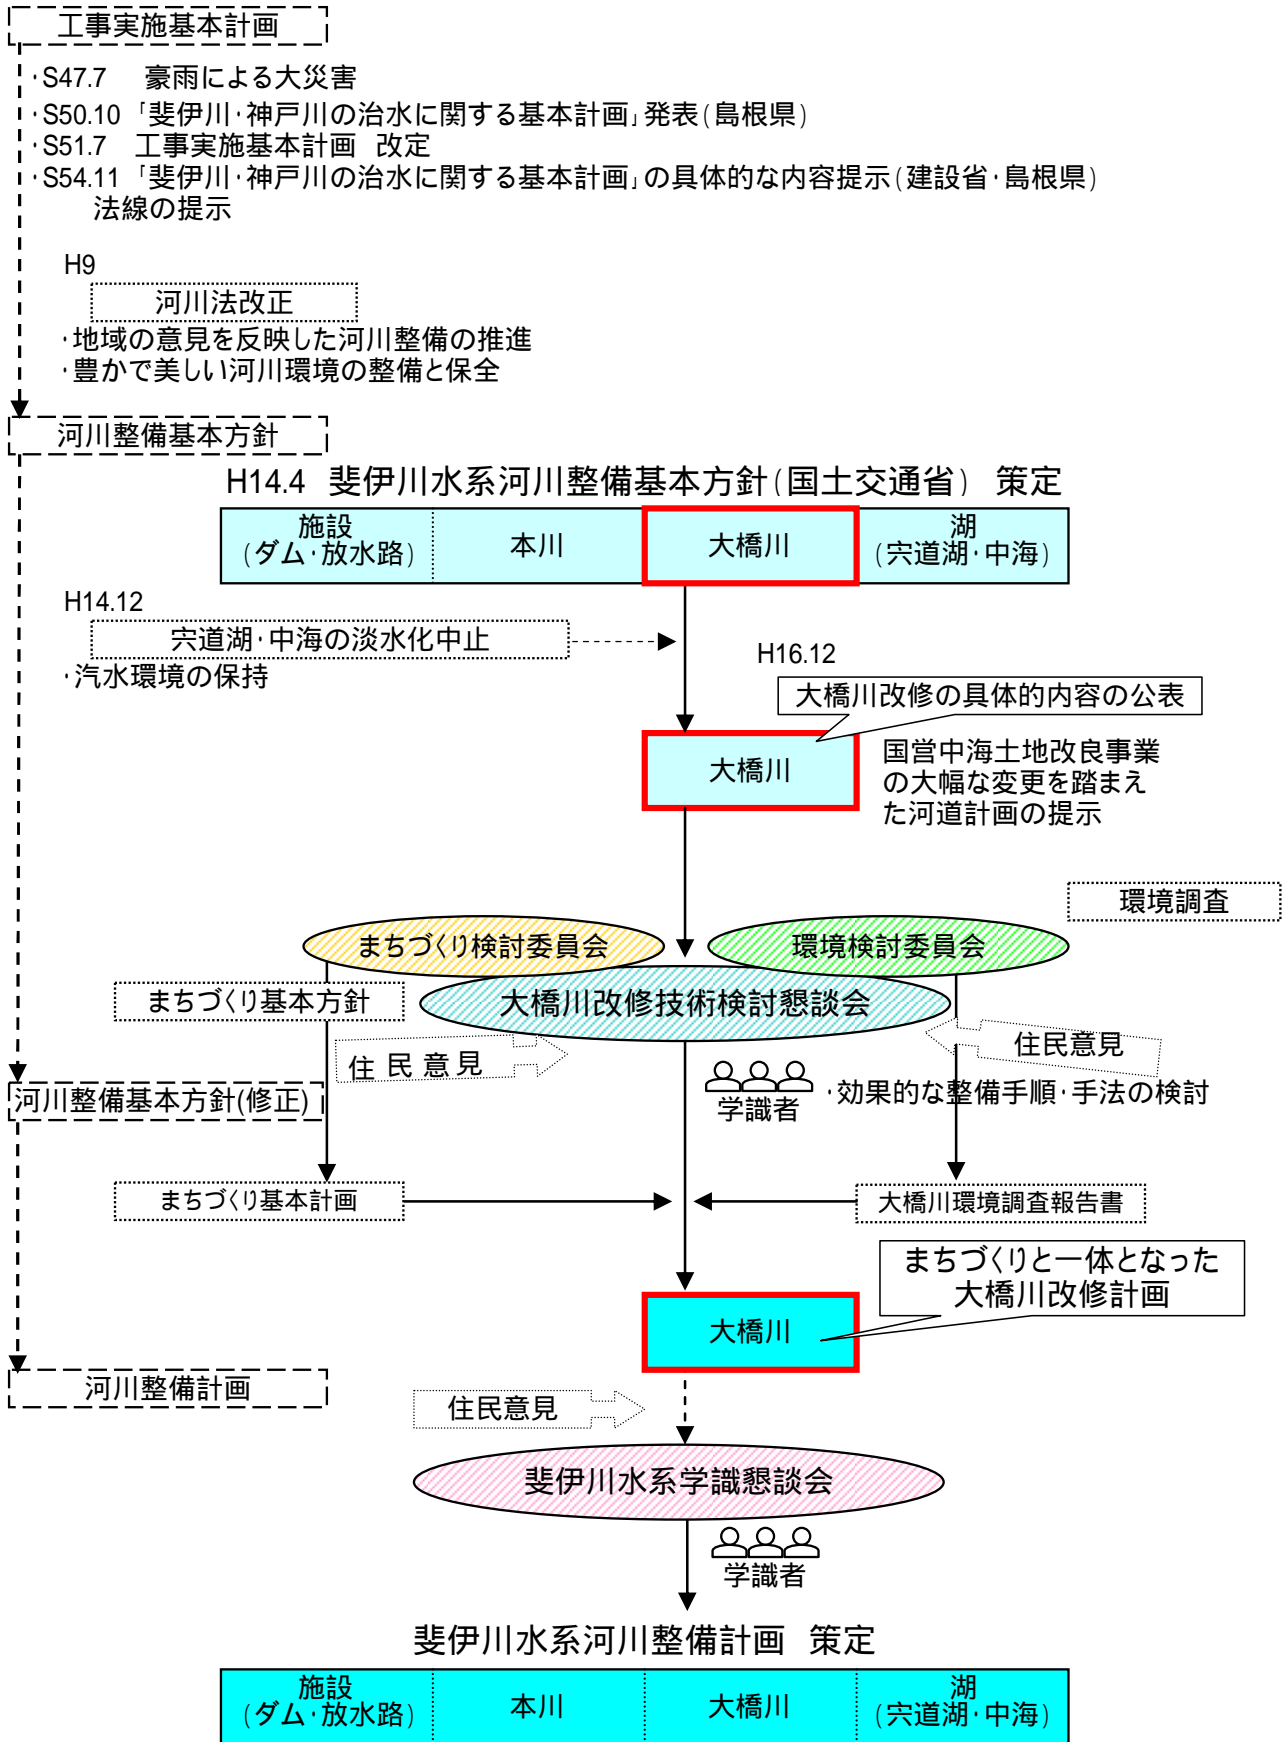 工事実施基本計画
・S47.7　豪雨による大災害
・S50.10「斐伊川・神戸川の治水に関する基本計画」発表(島根県)
・S51.7　工事実施基本計画　改定
・S54.11「斐伊川・神戸川の治水に関する基本計画」の具体的な内容提示(建設省・島根県)
法線の提示
H9
河川法改正
・地域の意見を反映した河川整備の推進
・豊かで美しい河川環境の整備と保全
河川整備基本方針
H14.4　斐伊川水系河川整備基本方針(国土交通省)　策定
施設
(ダム・放水路)
本川
大橋川
湖
(宍道湖・中海)
H14.12
宍道湖・中海の淡水化中止
・汽水環境の保持
H16.12
大橋川改修の具体的内容の公表
大橋川
国営中海土地改良事業
の大幅な変更を踏まえ
た河道計画の提示
環境調査
まちづくり検討委員会
環境検討委員会
まちづくり基本方針
大橋川改修技術検討懇談会
住民意見
住民意見
学識者
・効果的な整備手順・手法の検討
河川整備基本方針(修正)
まちづくり基本計画
大橋川環境調査報告書
まちづくりと一体となった
大橋川改修計画
大橋川
河川整備計画
住民意見
斐伊川水系学識懇談会
学識者
斐伊川水系河川整備計画　策定
施設
(ダム・放水路)
本川
大橋川
湖
(宍道湖・中海)